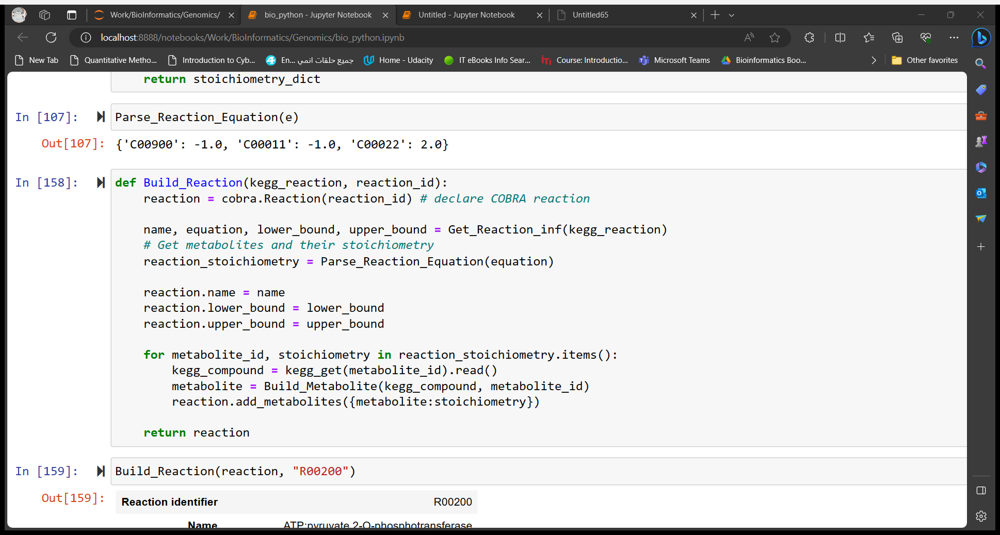 Work/BioInformatics/Genomics/
bio_python - Jupyter Notebook
Untitled - Jupyter Notebook
Untitled65
localhost:8888/notebooks/Work/BioInformatics/Genomics/bio_python.ipynb
New Tab
Quantitative Metho...
Introduction to Cyb...
En... جميع حلقات انمي
Home - Udacity
IT eBooks Info Sear...
Course: Introductio...
Microsoft Teams
Bioinformatics Boo...
Other favorites
return stoichiometry_dict
In [107]:
Parse_Reaction_Equation(e)
Out[107]:
{'C00900': -1.0, 'C00011': -1.0, 'C00022': 2.0}
In [158]:
def Build_Reaction(kegg_reaction, reaction_id):
reaction = cobra.Reaction(reaction_id) # declare COBRA reaction
name, equation, lower_bound, upper_bound = Get_Reaction_inf(kegg_reaction)
# Get metabolites and their stoichiometry
reaction_stoichiometry = Parse_Reaction_Equation(equation)
reaction.name = name
reaction.lower_bound = lower_bound
reaction.upper_bound = upper_bound
for metabolite_id, stoichiometry in reaction_stoichiometry.items():
kegg_compound = kegg_get(metabolite_id).read()
metabolite = Build_Metabolite(kegg_compound, metabolite_id)
reaction.add_metabolites({metabolite:stoichiometry})
return reaction
In [159]:
Build_Reaction(reaction, "R00200")
Out[159]:
Reaction identifier R00200
Name ATP:pyruvate 2-O-phosphotransferase